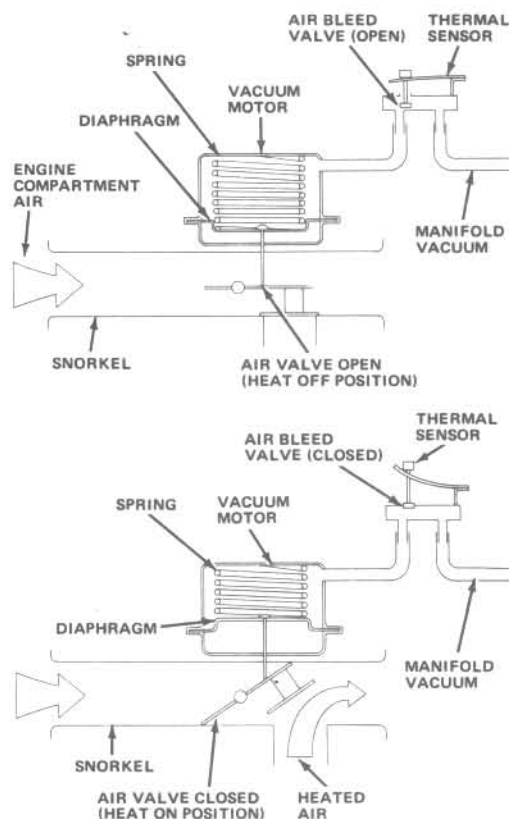 AIR BLEED
VALVE (OPEN)
THERMAL
SENSOR
SPRING
VACUUM
MOTOR
DIAPHRAGM
ENGINE
COMPARTMENT
AIR
MANIFOLD
VACUUM
SNORKEL
AIR VALVE OPEN
(HEAT OFF POSITION)
THERMAL
SENSOR
AIR BLEED
VALVE (CLOSED)
SPRING
VACUUM
MOTOR
DIAPHRAGM
MANIFOLD
VACUUM
SNORKEL
AIR VALVE CLOSED
(HEAT ON POSITION)
HEATED
AIR